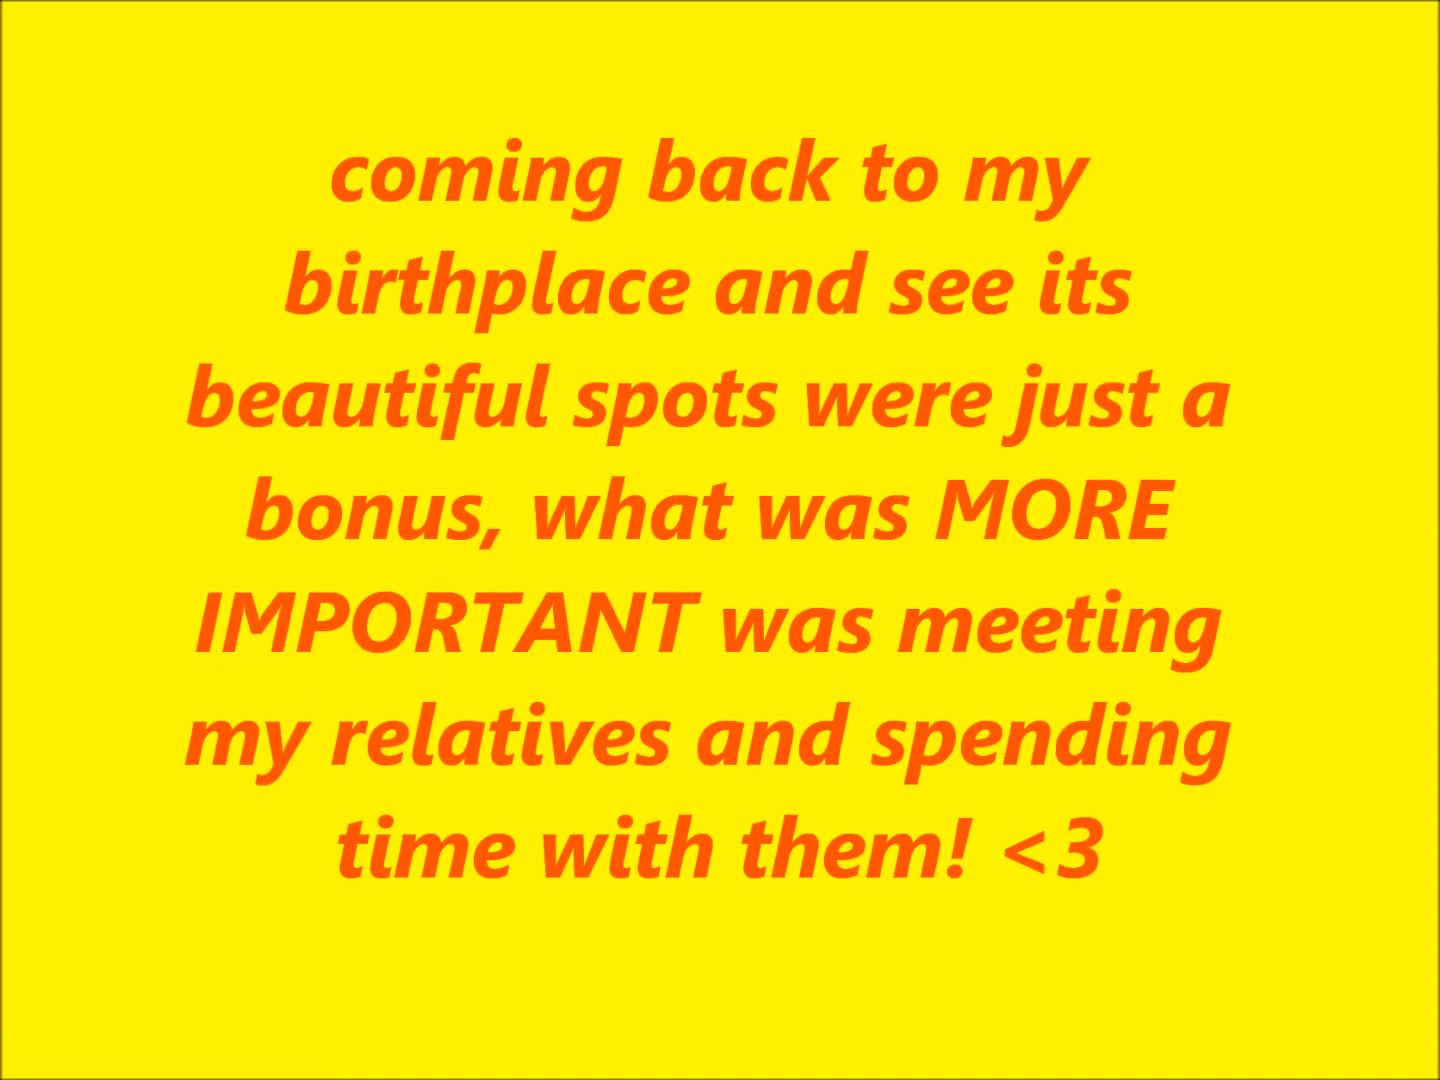 coming back to my
birthplace and see its
beautiful spots were just a
bonus, what was MORE
IMPORTANT was meeting
my relatives and spending
time with them! <3